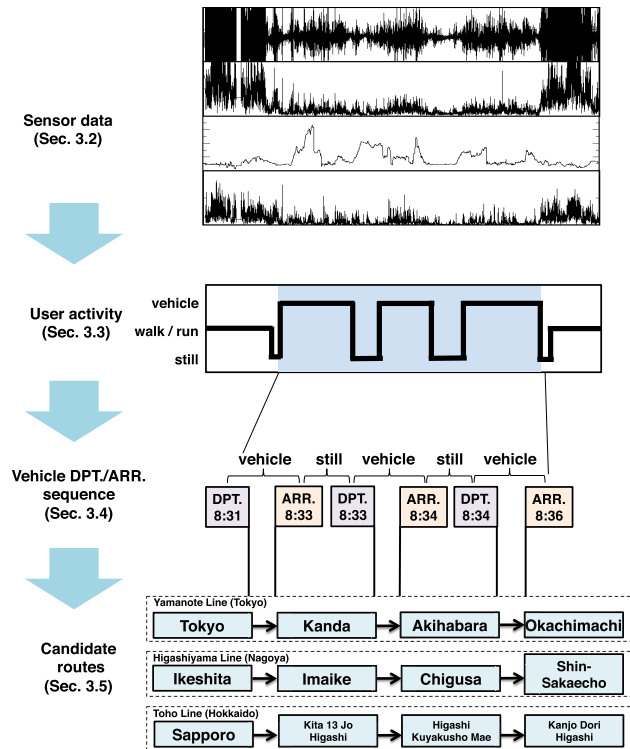 Sensor data
(Sec. 3.2)
User activity
(Sec. 3.3)
vehicle
walk / run
still
Vehicle DPT./ARR.
sequence
(Sec. 3.4)
vehicle still vehicle still vehicle
DPT. ARR. DPT. ARR. DPT. ARR.
8:31 8:33 8:33 8:34 8:34 8:36
Candidate
routes
(Sec. 3.5)
Yamanote Line (Tokyo)
Tokyo Kanda Akihabara Okachimachi
Higashiyama Line (Nagoya)
Ikeshita Imaike Chigusa Shin-
Sakaecho
Toho Line (Hokkaido)
Sapporo
Kita 13 Jo
Higashi
Higashi
Kuyakusho Mae
Kanjo Dori
Higashi